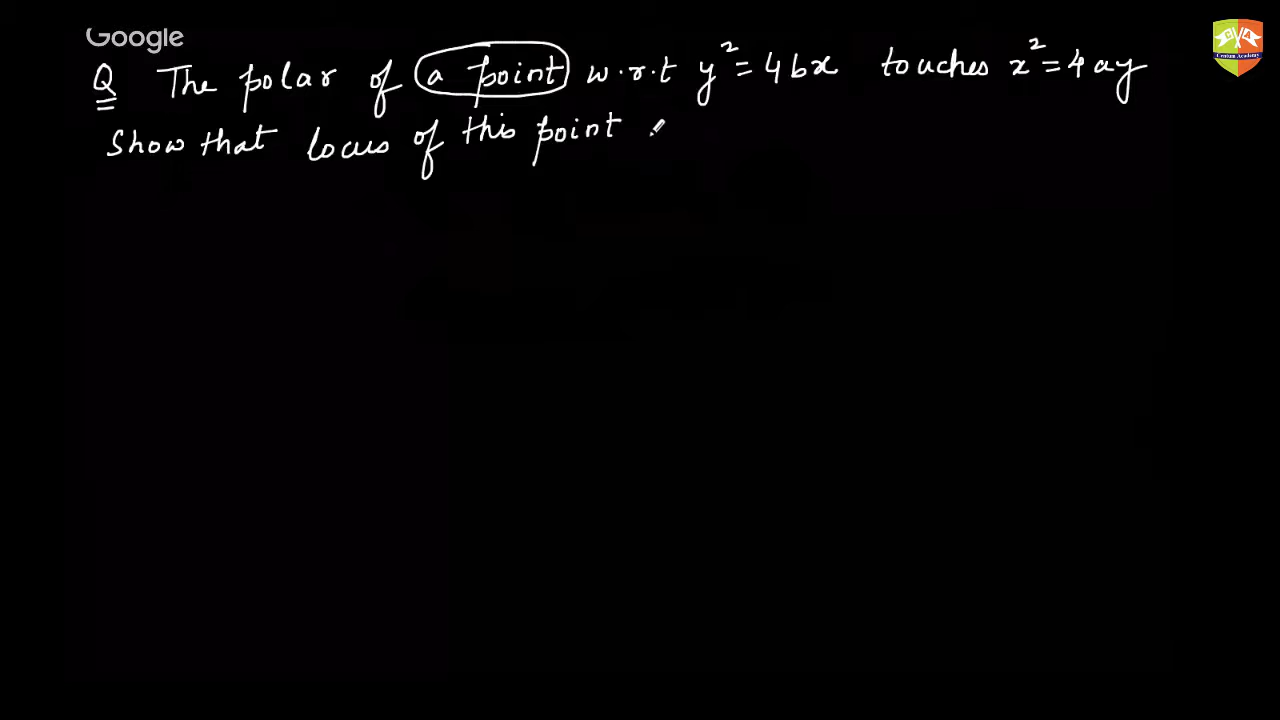 Google
Q The polar of a point w.r.t y² = 4bx touches x² = 4ay
Show that locus of this point